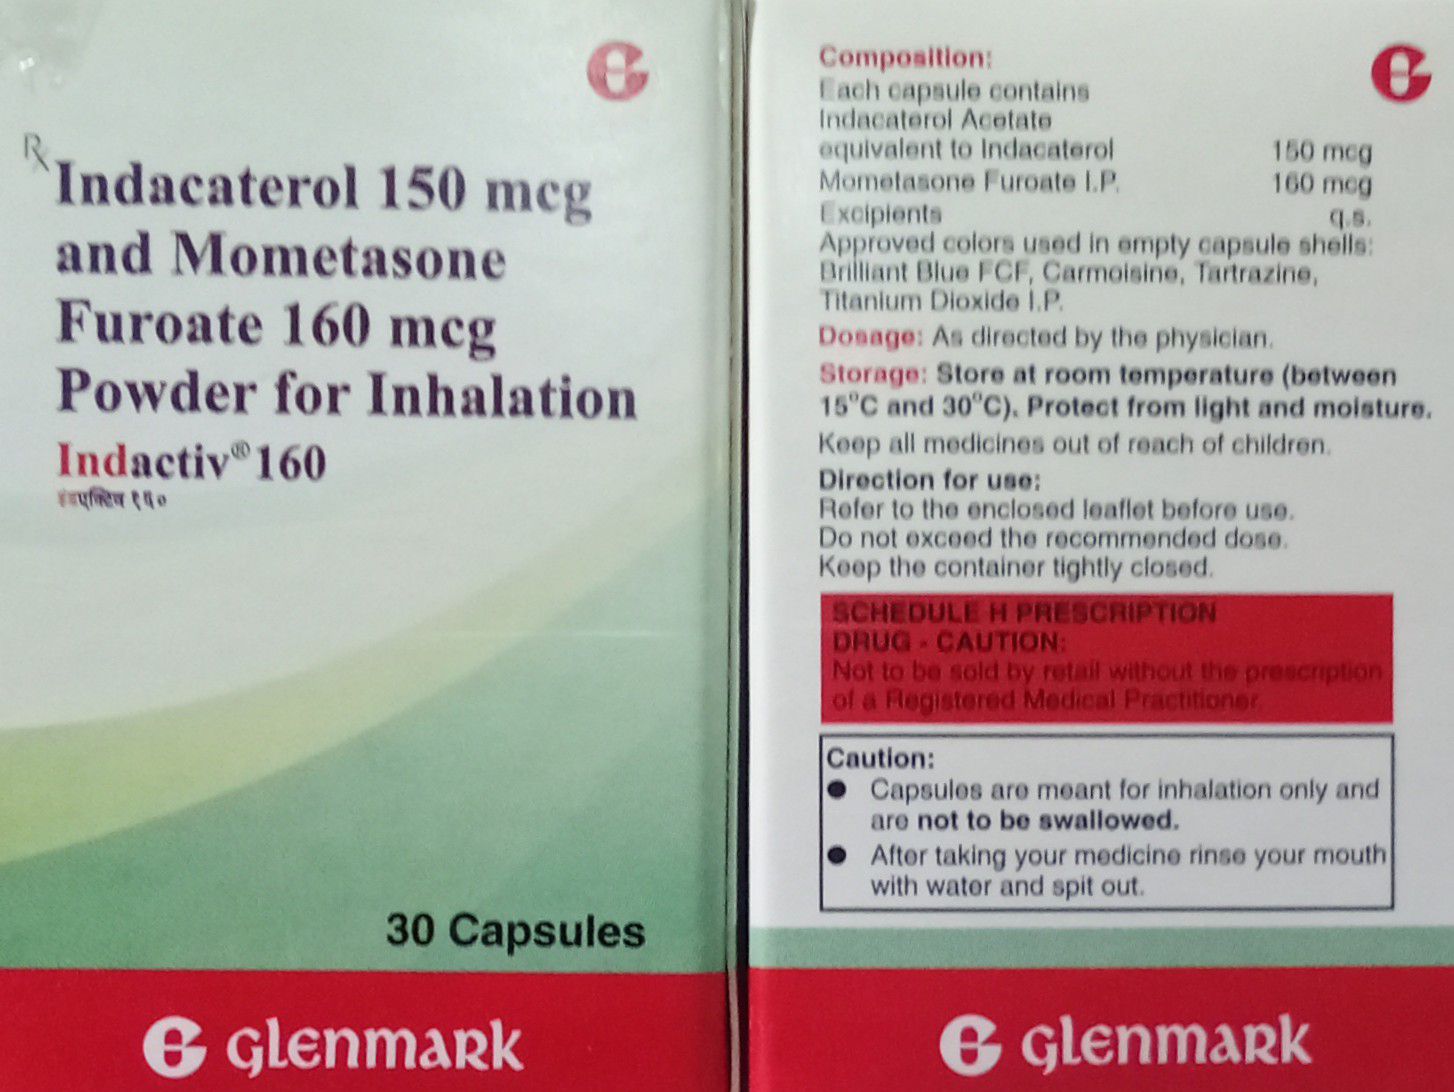 Rx
Indacaterol 150 mcg
and Mometasone
Furoate 160 mcg
Powder for Inhalation
Indactiv® 160
इंडएक्टिव १६०
30 Capsules
Glenmark
Composition:
Each capsule contains
Indacaterol Acetate
equivalent to Indacaterol 150 mcg
Mometasone Furoate I.P. 160 mcg
Excipients q.s.
Approved colors used in empty capsule shells:
Brilliant Blue FCF, Carmoisine, Tartrazine,
Titanium Dioxide I.P.
Dosage: As directed by the physician.
Storage: Store at room temperature (between
15°C and 30°C). Protect from light and moisture.
Keep all medicines out of reach of children.
Direction for use:
Refer to the enclosed leaflet before use.
Do not exceed the recommended dose.
Keep the container tightly closed.
SCHEDULE H PRESCRIPTION
DRUG - CAUTION:
Not to be sold by retail without the prescription
of a Registered Medical Practitioner.
Caution:
● Capsules are meant for inhalation only and
are not to be swallowed.
● After taking your medicine rinse your mouth
with water and spit out.
Glenmark